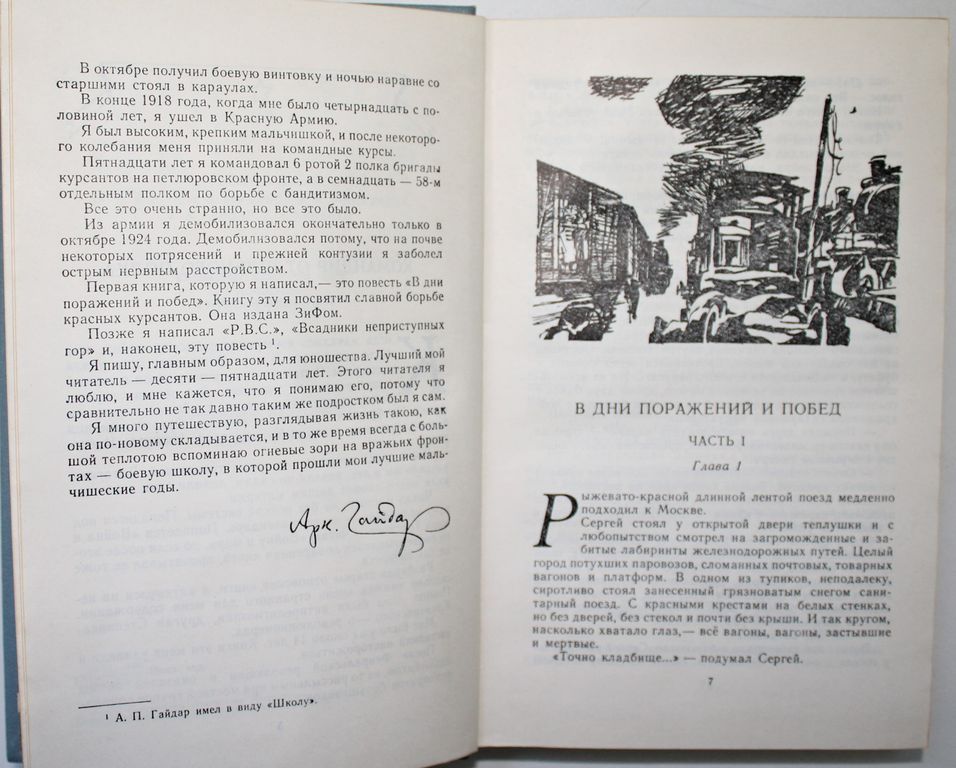 В октябре получил боевую винтовку и ночью наравне со
старшими стоял в караулах.
В конце 1918 года, когда мне было четырнадцать с по-
ловиной лет, я ушел в Красную Армию.
Я был высоким, крепким мальчишкой, и после некоторо-
го колебания меня приняли на командные курсы.
Пятнадцати лет я командовал 6 ротой 2 полка бригады
курсантов на петлюровском фронте, а в семнадцать — 58-м
отдельным полком по борьбе с бандитизмом.
Все это очень странно, но все это было.
Из армии я демобилизовался окончательно только в
октябре 1924 года. Демобилизовался потому, что на почве
некоторых потрясений и прежней контузии я заболел
острым нервным расстройством.
Первая книга, которую я написал,— это повесть «В дни
поражений и побед». Книгу эту я посвятил славной борьбе
красных курсантов. Она издана ЗиФом.
Позже я написал «Р.В.С.», «Всадники неприступных
гор» и, наконец, эту повесть ¹.
Я пишу, главным образом, для юношества. Лучший мой
читатель — десяти — пятнадцати лет. Этого читателя я
люблю, и мне кажется, что я понимаю его, потому что
сравнительно не так давно таким же подростком был я сам.
Я много путешествую, разглядывая жизнь такою, как
она по-новому складывается, и в то же время всегда с боль-
шой теплотою вспоминаю огневые зори на вражьих фрон-
тах — боевую школу, в которой прошли мои лучшие маль-
чишеские годы.
Арк. Гайдар
¹ А. П. Гайдар имел в виду «Школу».
В ДНИ ПОРАЖЕНИЙ И ПОБЕД
ЧАСТЬ I
Глава 1
Рыжевато-красной длинной лентой поезд медленно
подходил к Москве.
Сергей стоял у открытой двери теплушки и с
любопытством смотрел на загроможденные и за-
битые лабиринты железнодорожных путей. Целый
город потухших паровозов, сломанных почтовых, товарных
вагонов и платформ. В одном из тупиков, неподалеку,
сиротливо стоял занесенный грязноватым снегом сани-
тарный поезд. С красными крестами на белых стенках,
но без дверей, без стекол и почти без крыши. И так кругом,
насколько хватало глаз,— всё вагоны, вагоны, застывшие
и мертвые.
«Точно кладбище...» — подумал Сергей.
7